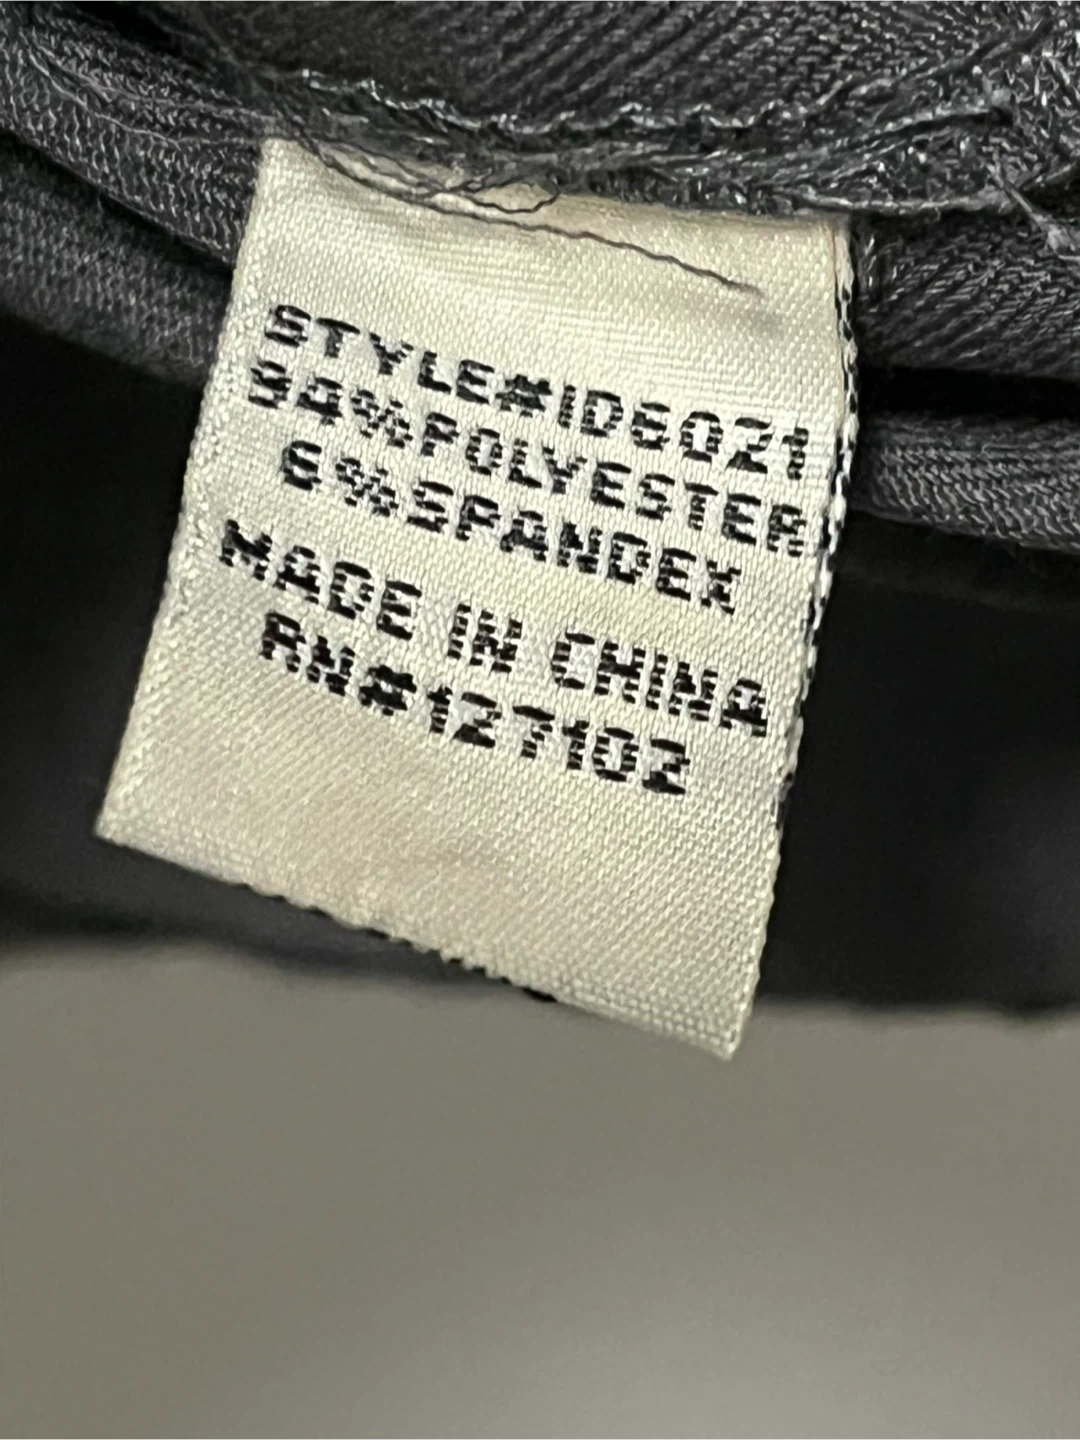 STYLE#ID6021
94%POLYESTER
6%SPANDEX
MADE IN CHINA
RN#127102